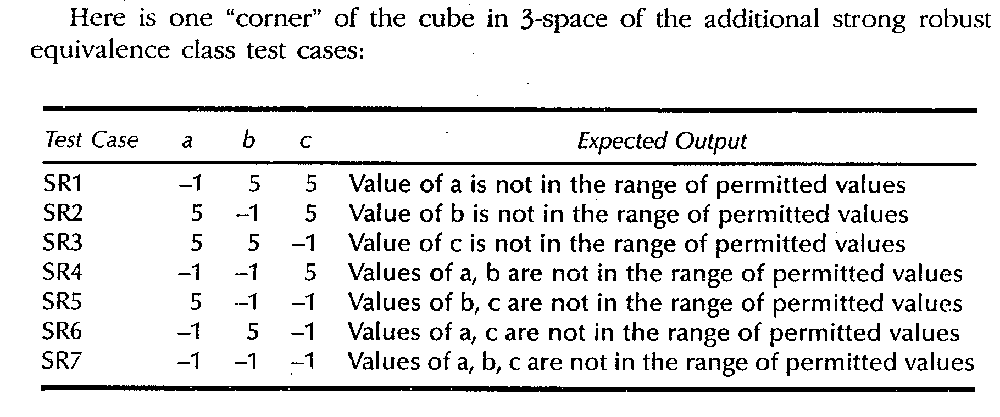 Here is one “corner” of the cube in 3-space of the additional strong robust
equivalence class test cases:
Test Case a b c Expected Output
SR1 –1 5 5 Value of a is not in the range of permitted values
SR2 5 –1 5 Value of b is not in the range of permitted values
SR3 5 5 –1 Value of c is not in the range of permitted values
SR4 –1 –1 5 Values of a, b are not in the range of permitted values
SR5 5 –1 –1 Values of b, c are not in the range of permitted values
SR6 –1 5 –1 Values of a, c are not in the range of permitted values
SR7 –1 –1 –1 Values of a, b, c are not in the range of permitted values